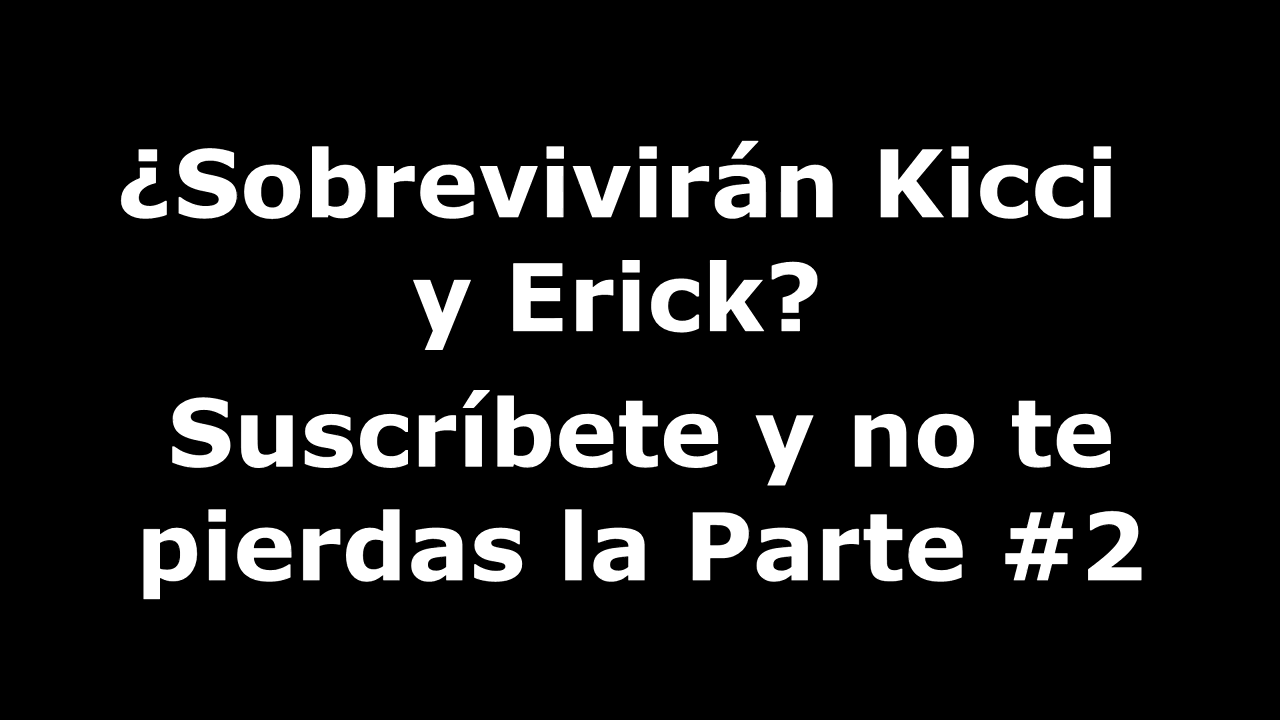 ¿Sobrevivirán Kicci
y Erick?
Suscríbete y no te
pierdas la Parte #2